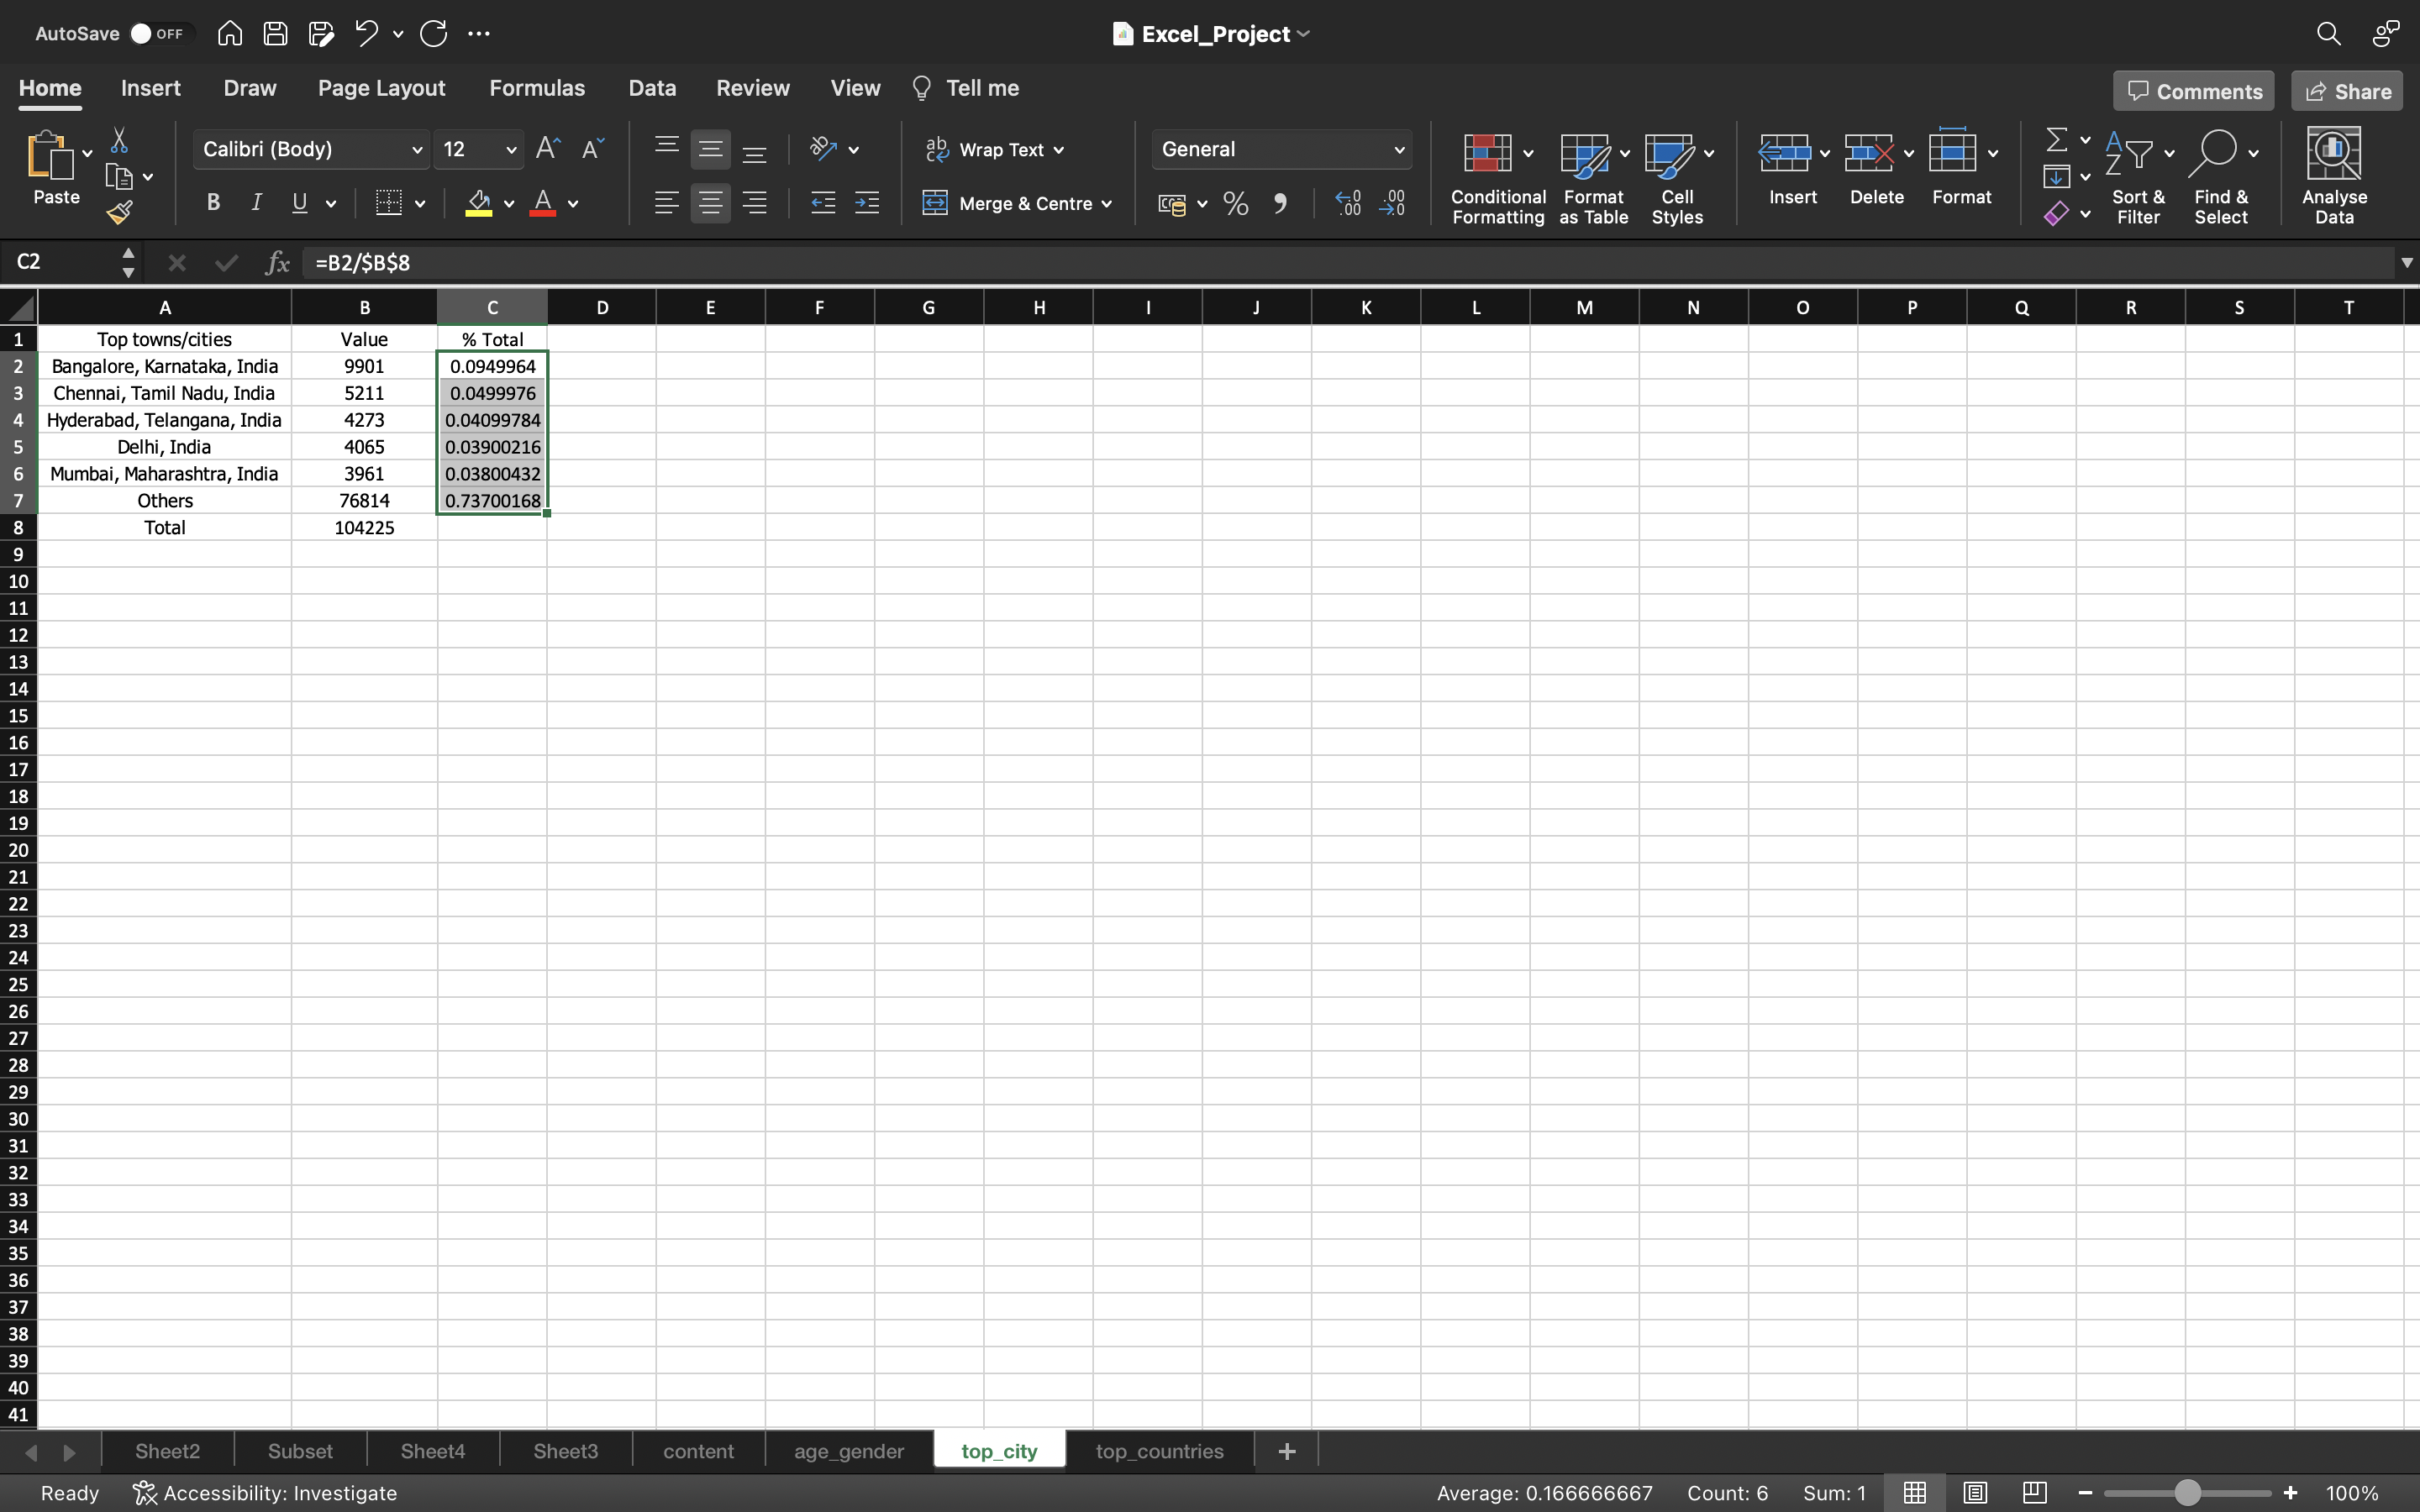 AutoSave OFF Excel_Project
Home Insert Draw Page Layout Formulas Data Review View Tell me Comments Share
Paste Calibri (Body) 12 A A ab Wrap Text General
B I U A Merge & Centre % Conditional Formatting Format as Table Cell Styles Insert Delete Format Sort & Filter Find & Select Analyse Data
C2 fx =B2/$B$8
A B C D E F G H I J K L M N O P Q R S T
1 Top towns/cities Value % Total
2 Bangalore, Karnataka, India 9901 0.0949964
3 Chennai, Tamil Nadu, India 5211 0.0499976
4 Hyderabad, Telangana, India 4273 0.04099784
5 Delhi, India 4065 0.03900216
6 Mumbai, Maharashtra, India 3961 0.03800432
7 Others 76814 0.73700168
8 Total 104225
9
10
11
12
13
14
15
16
17
18
19
20
21
22
23
24
25
26
27
28
29
30
31
32
33
34
35
36
37
38
39
40
41
Sheet2 Subset Sheet4 Sheet3 content age_gender top_city top_countries +
Ready Accessibility: Investigate Average: 0.166666667 Count: 6 Sum: 1 100%